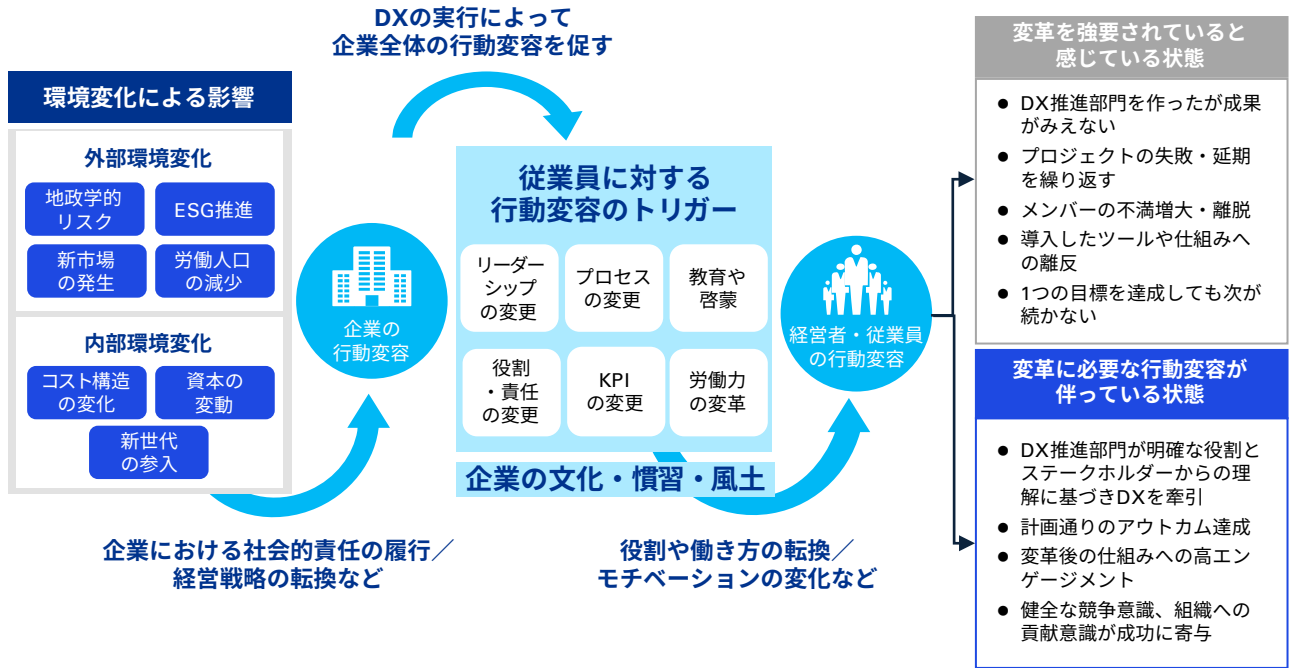 DXの実行によって
企業全体の行動変容を促す
環境変化による影響
外部環境変化
地政学的
リスク
ESG推進
新市場
の発生
労働人口
の減少
内部環境変化
コスト構造
の変化
資本の
変動
新世代
の参入
企業における社会的責任の履行／
経営戦略の転換など
企業の
行動変容
従業員に対する
行動変容のトリガー
リーダー
シップ
の変更
プロセス
の変更
教育や
啓蒙
役割
・責任
の変更
KPI
の変更
労働力
の変革
企業の文化・慣習・風土
役割や働き方の転換／
モチベーションの変化など
経営者・従業員
の行動変容
変革を強要されていると
感じている状態
● DX推進部門を作ったが成果
がみえない
● プロジェクトの失敗・延期
を繰り返す
● メンバーの不満増大・離脱
● 導入したツールや仕組みへ
の離反
● 1つの目標を達成しても次が
続かない
変革に必要な行動変容が
伴っている状態
● DX推進部門が明確な役割と
ステークホルダーからの理
解に基づきDXを牽引
● 計画通りのアウトカム達成
● 変革後の仕組みへの高エン
ゲージメント
● 健全な競争意識、組織への
貢献意識が成功に寄与